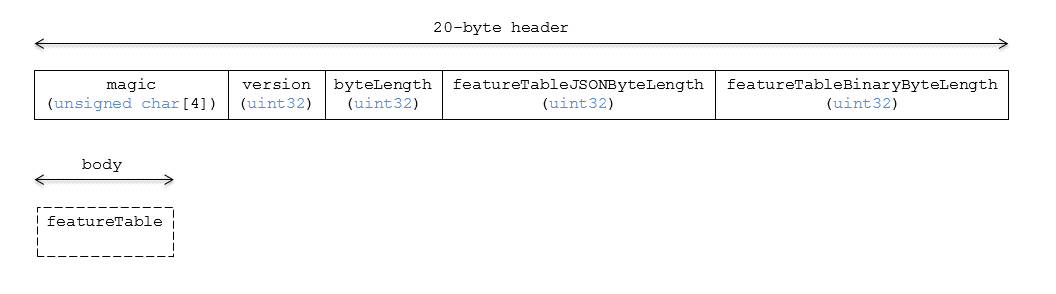 20-byte header
magic version byteLength featureTableJSONByteLength featureTableBinaryByteLength
(unsigned char[4]) (uint32) (uint32) (uint32) (uint32)
body
featureTable